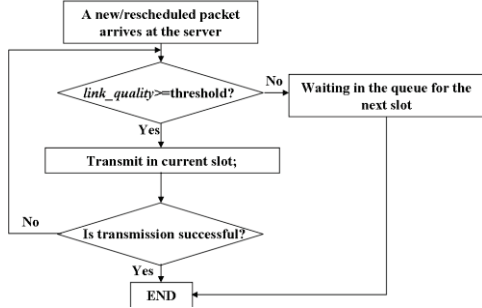 A new/rescheduled packet
arrives at the server
link_quality>=threshold?
No
Waiting in the queue for the
next slot
Yes
Transmit in current slot;
No
Is transmission successful?
Yes
END